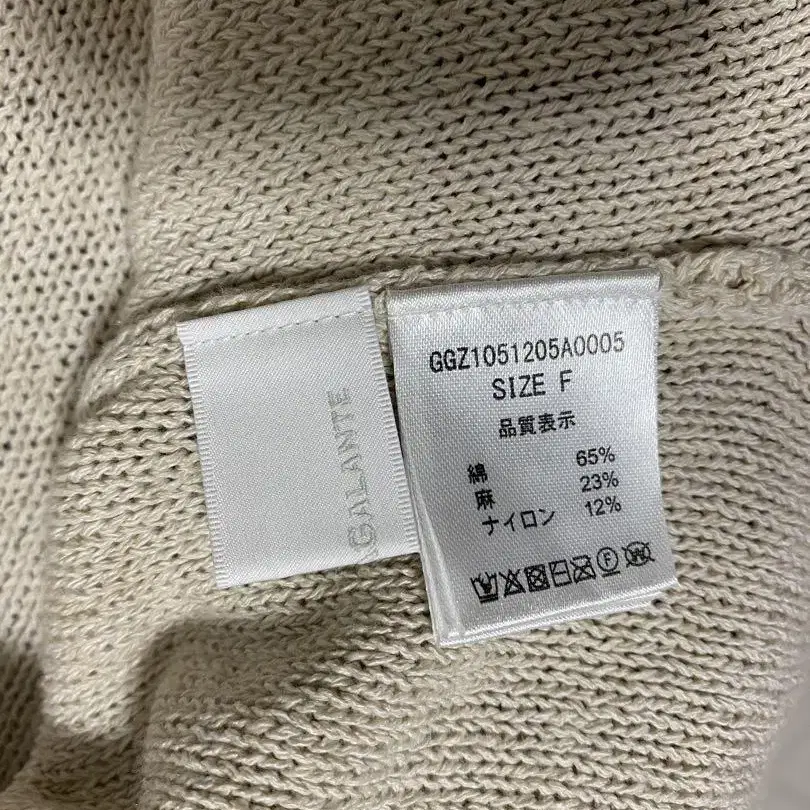 GALANTE
GGZ1051205A0005
SIZE F
品質表示
綿 65%
麻 23%
ナイロン 12%
F W